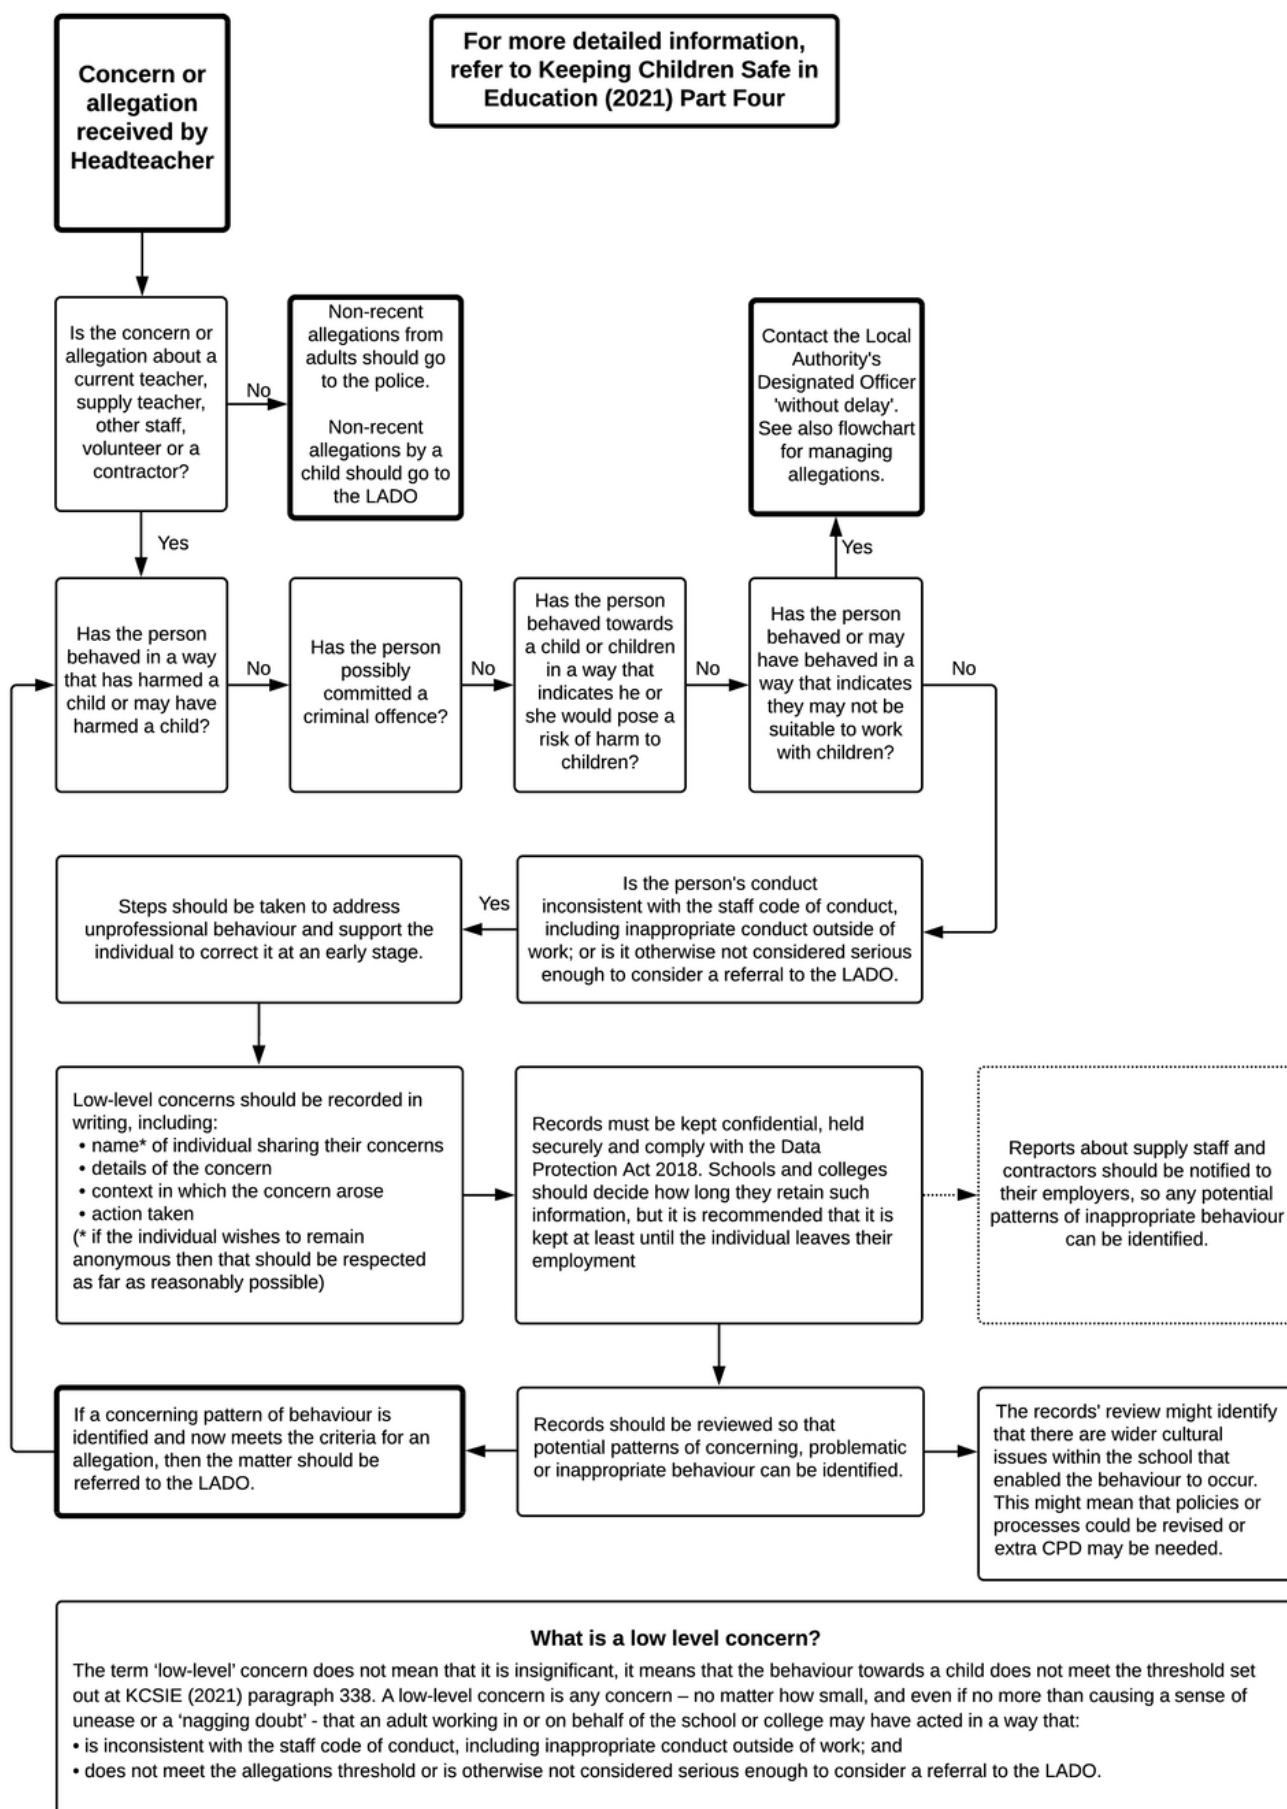 Concern or
allegation
received by
Headteacher
For more detailed information,
refer to Keeping Children Safe in
Education (2021) Part Four
Is the concern or
allegation about a
current teacher,
supply teacher,
other staff,
volunteer or a
contractor?
No
Non-recent
allegations from
adults should go
to the police.
Non-recent
allegations by a
child should go to
the LADO
Contact the Local
Authority's
Designated Officer
'without delay'.
See also flowchart
for managing
allegations.
Yes
Yes
Has the person
behaved in a way
that has harmed a
child or may have
harmed a child?
No
Has the person
possibly
committed a
criminal offence?
No
Has the person
behaved towards
a child or children
in a way that
indicates he or
she would pose a
risk of harm to
children?
No
Has the person
behaved or may
have behaved in a
way that indicates
they may not be
suitable to work
with children?
No
Steps should be taken to address
unprofessional behaviour and support the
individual to correct it at an early stage.
Yes
Is the person's conduct
inconsistent with the staff code of conduct,
including inappropriate conduct outside of
work; or is it otherwise not considered serious
enough to consider a referral to the LADO.
Low-level concerns should be recorded in
writing, including:
• name* of individual sharing their concerns
• details of the concern
• context in which the concern arose
• action taken
(* if the individual wishes to remain
anonymous then that should be respected
as far as reasonably possible)
Records must be kept confidential, held
securely and comply with the Data
Protection Act 2018. Schools and colleges
should decide how long they retain such
information, but it is recommended that it is
kept at least until the individual leaves their
employment
Reports about supply staff and
contractors should be notified to
their employers, so any potential
patterns of inappropriate behaviour
can be identified.
If a concerning pattern of behaviour is
identified and now meets the criteria for an
allegation, then the matter should be
referred to the LADO.
Records should be reviewed so that
potential patterns of concerning, problematic
or inappropriate behaviour can be identified.
The records' review might identify
that there are wider cultural
issues within the school that
enabled the behaviour to occur.
This might mean that policies or
processes could be revised or
extra CPD may be needed.
What is a low level concern?
The term ‘low-level’ concern does not mean that it is insignificant, it means that the behaviour towards a child does not meet the threshold set
out at KCSIE (2021) paragraph 338. A low-level concern is any concern – no matter how small, and even if no more than causing a sense of
unease or a ‘nagging doubt’ - that an adult working in or on behalf of the school or college may have acted in a way that:
• is inconsistent with the staff code of conduct, including inappropriate conduct outside of work; and
• does not meet the allegations threshold or is otherwise not considered serious enough to consider a referral to the LADO.